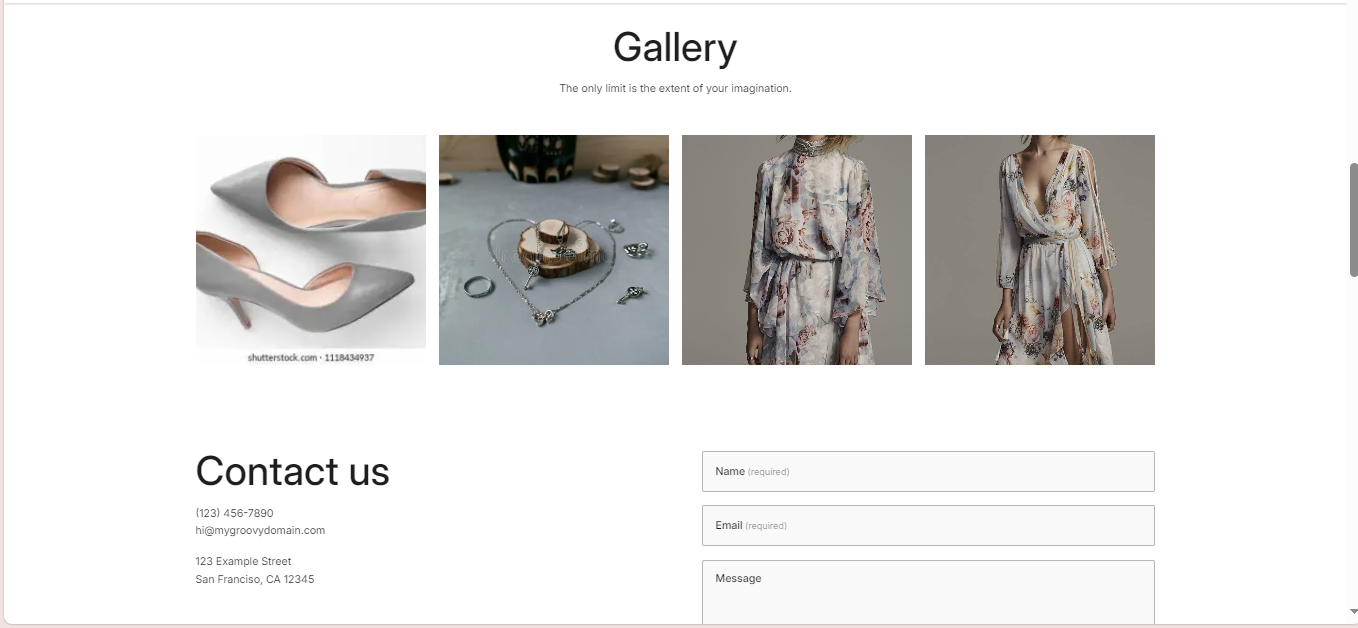 Gallery
The only limit is the extent of your imagination.
shutterstock.com · 1118434937
Contact us
(123) 456-7890
hi@mygroovydomain.com
123 Example Street
San Franciso, CA 12345
Name (required)
Email (required)
Message